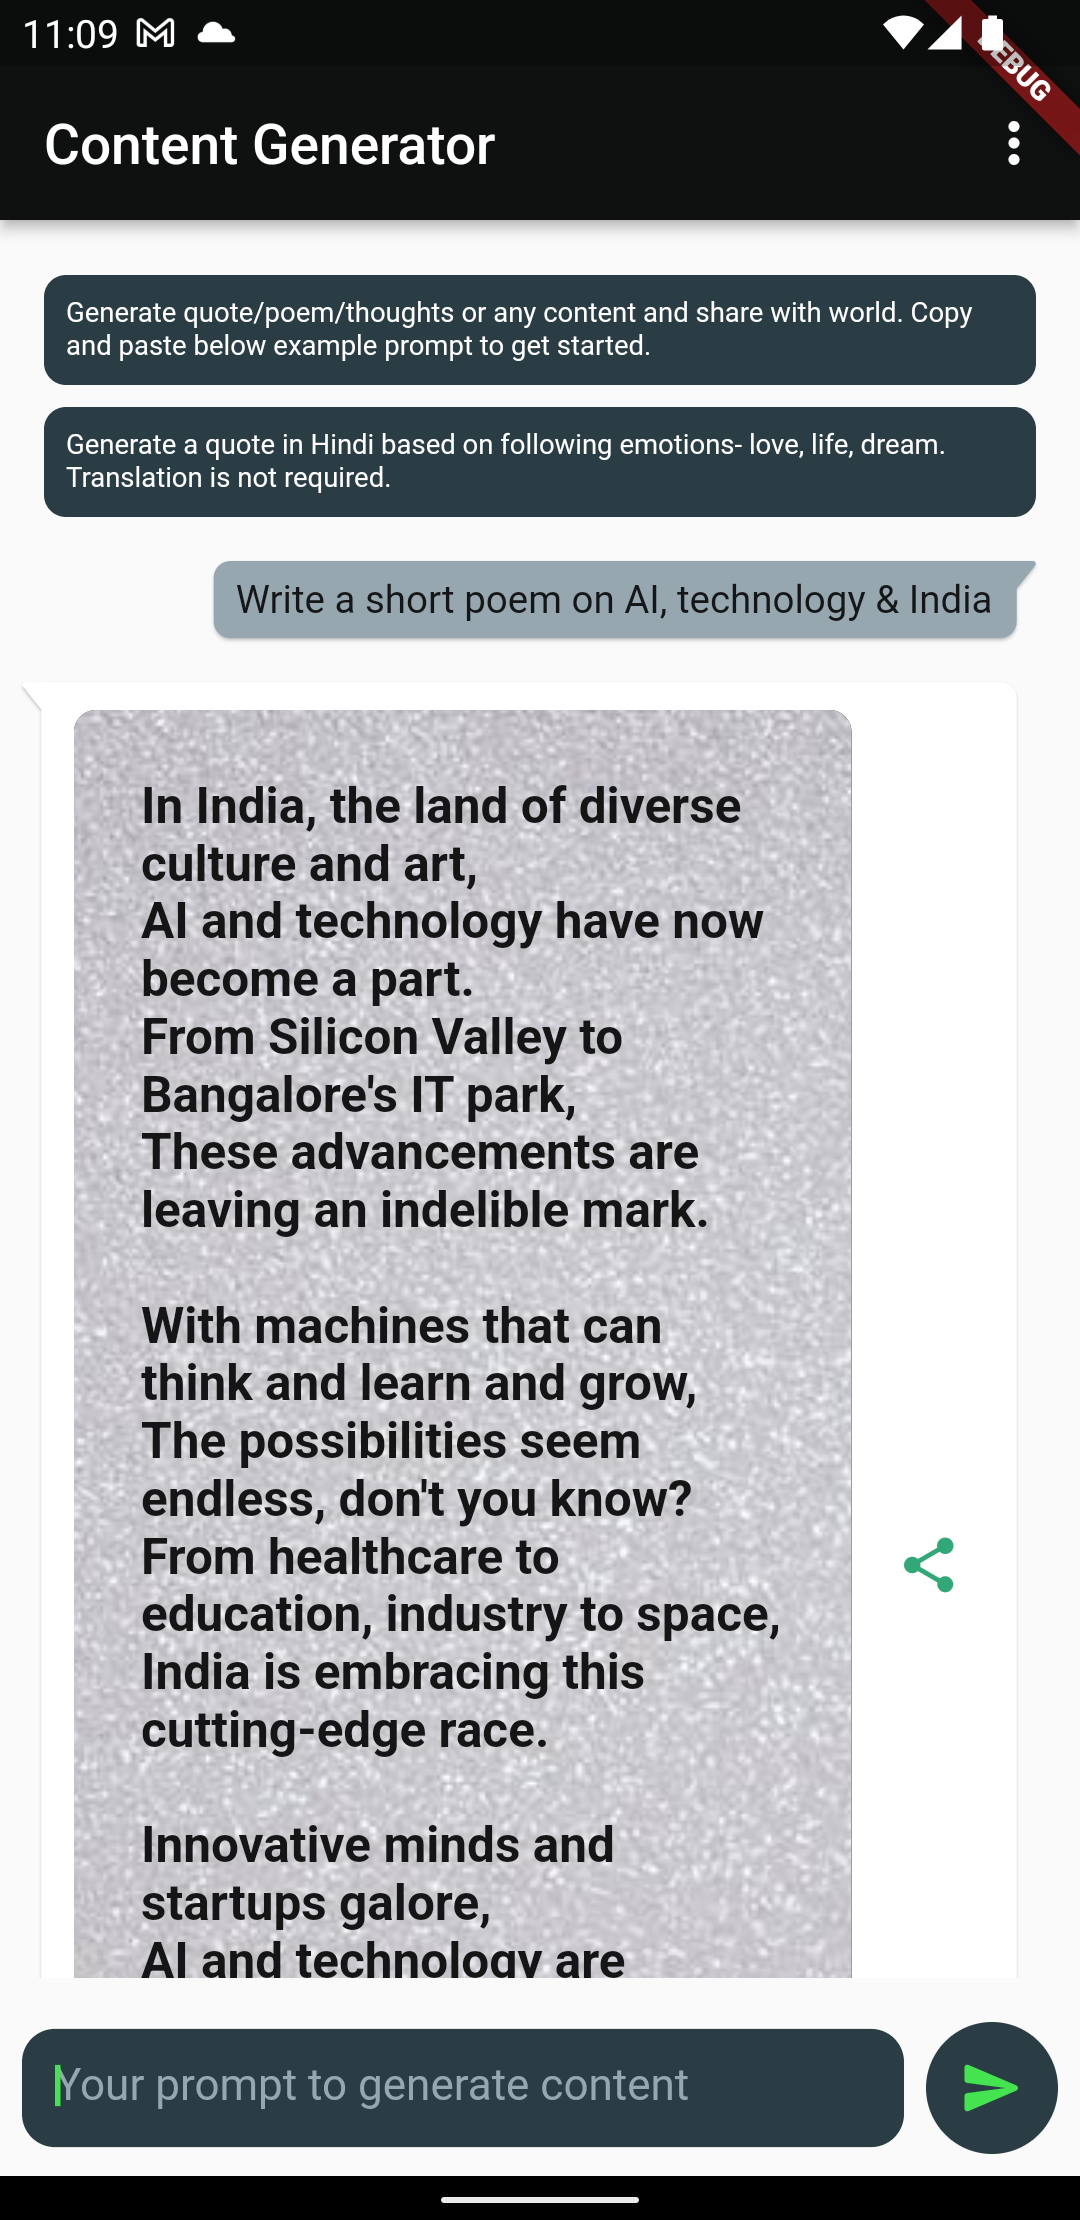 11:09
DEBUG
Content Generator
Generate quote/poem/thoughts or any content and share with world. Copy
and paste below example prompt to get started.
Generate a quote in Hindi based on following emotions- love, life, dream.
Translation is not required.
Write a short poem on AI, technology & India
In India, the land of diverse
culture and art,
AI and technology have now
become a part.
From Silicon Valley to
Bangalore's IT park,
These advancements are
leaving an indelible mark.
With machines that can
think and learn and grow,
The possibilities seem
endless, don't you know?
From healthcare to
education, industry to space,
India is embracing this
cutting-edge race.
Innovative minds and
startups galore,
AI and technology are
Your prompt to generate content